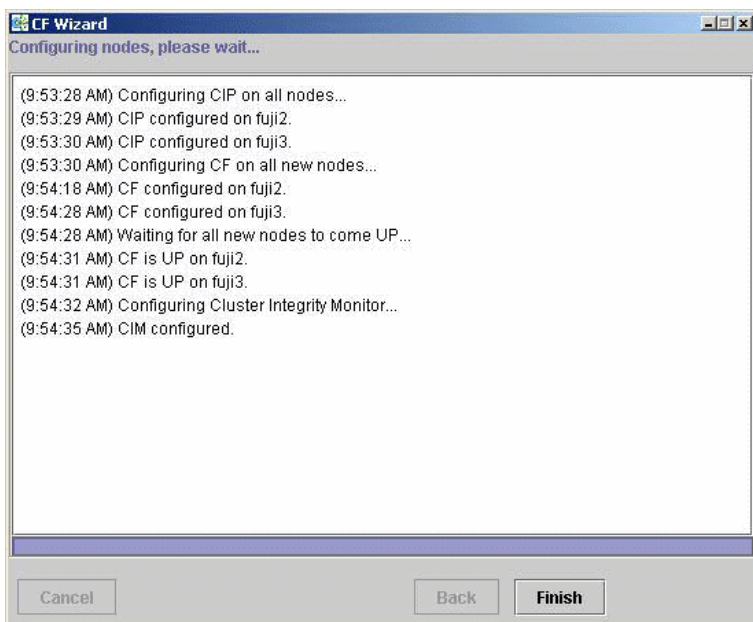 CF Wizard
Configuring nodes, please wait...
(9:53:28 AM) Configuring CIP on all nodes...
(9:53:29 AM) CIP configured on fuji2.
(9:53:30 AM) CIP configured on fuji3.
(9:53:30 AM) Configuring CF on all new nodes...
(9:54:18 AM) CF configured on fuji2.
(9:54:28 AM) CF configured on fuji3.
(9:54:28 AM) Waiting for all new nodes to come UP...
(9:54:31 AM) CF is UP on fuji2.
(9:54:31 AM) CF is UP on fuji3.
(9:54:32 AM) Configuring Cluster Integrity Monitor...
(9:54:35 AM) CIM configured.
Cancel Back Finish